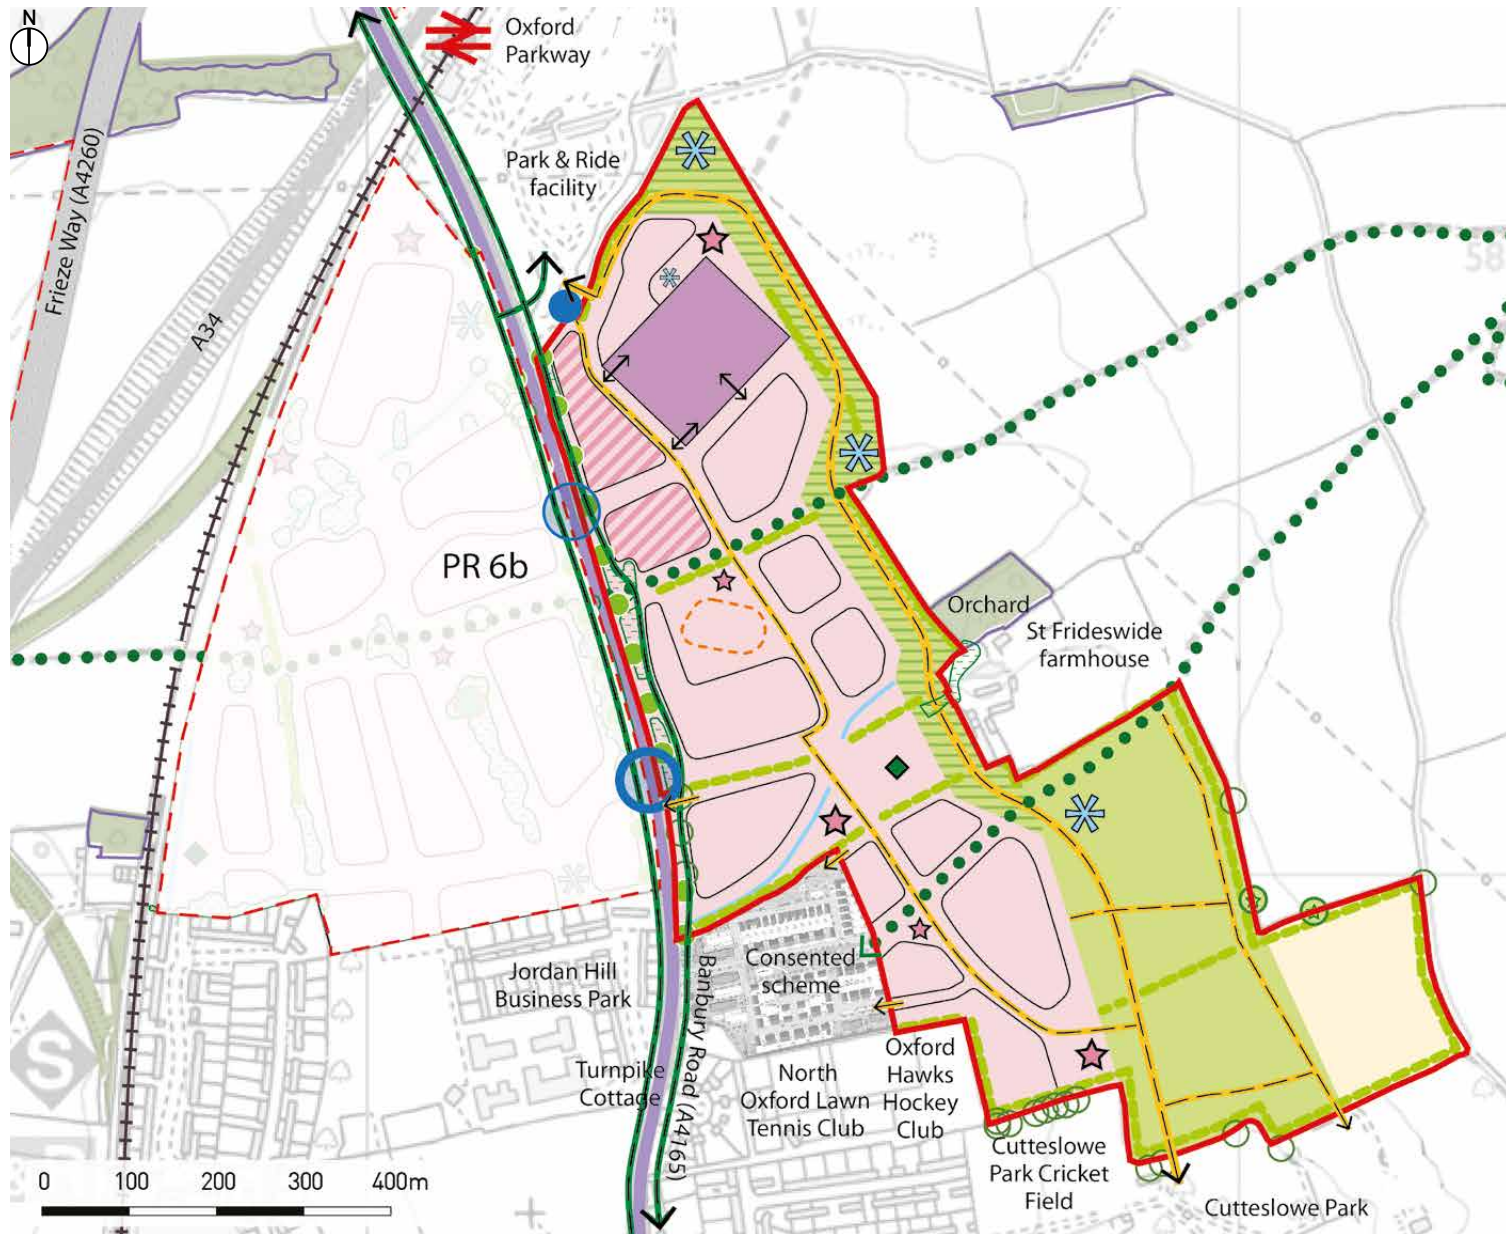 N
Oxford
Parkway
Frieze Way (A4260)
A34
Park & Ride
facility
58
PR 6b
Orchard
St Frideswide
farmhouse
Jordan Hill
Business Park
Banbury Road (A4165)
Consented
scheme
Turnpike
Cottage
North
Oxford Lawn
Tennis Club
Oxford
Hawks
Hockey
Club
Cutteslowe
Park Cricket
Field
Cutteslowe Park
S
0 100 200 300 400m